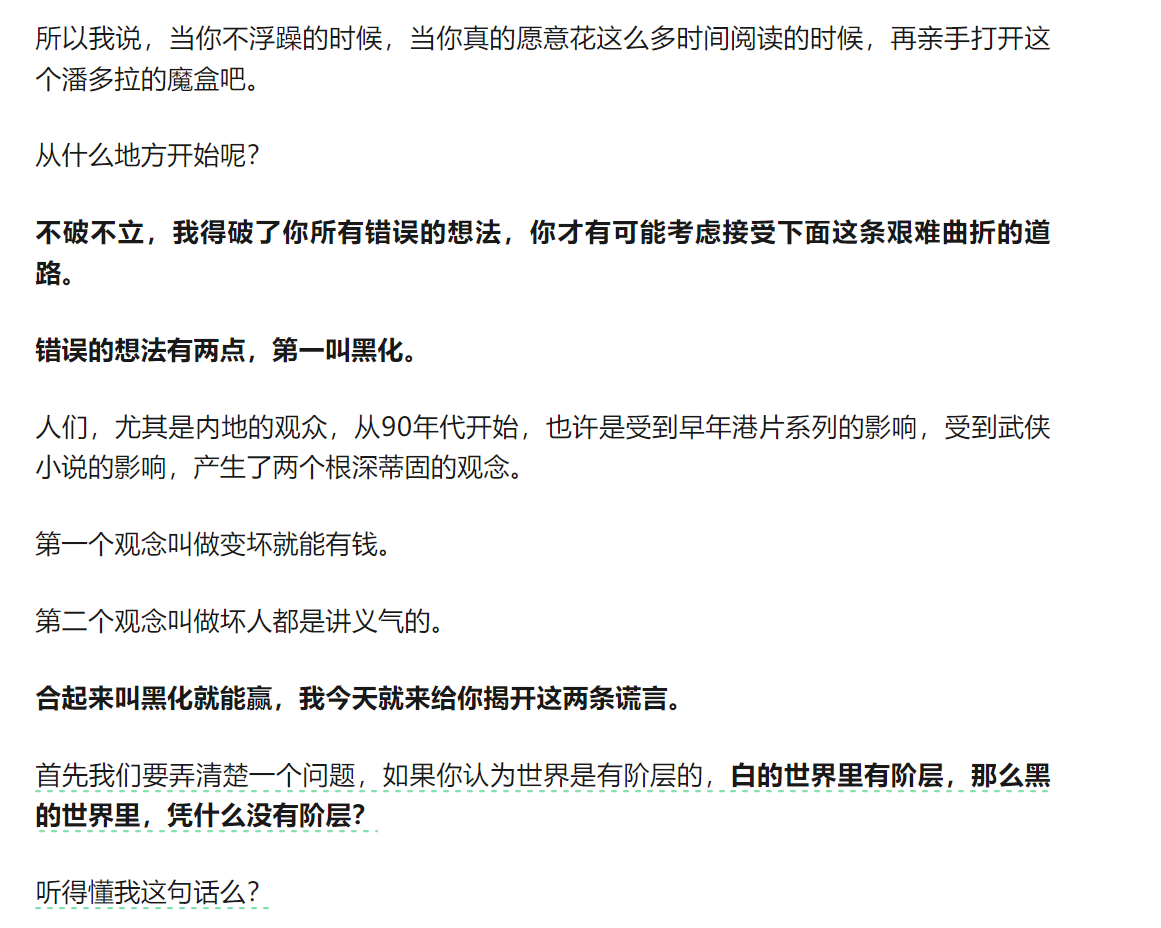 所以我说，当你不浮躁的时候，当你真的愿意花这么多时间阅读的时候，再亲手打开这
个潘多拉的魔盒吧。
从什么地方开始呢？
不破不立，我得破了你所有错误的想法，你才有可能考虑接受下面这条艰难曲折的道
路。
错误的想法有两点，第一叫黑化。
人们，尤其是内地的观众，从90年代开始，也许是受到早年港片系列的影响，受到武侠
小说的影响，产生了两个根深蒂固的观念。
第一个观念叫做变坏就能有钱。
第二个观念叫做坏人都是讲义气的。
合起来叫黑化就能赢，我今天就来给你揭开这两条谎言。
首先我们要弄清楚一个问题，如果你认为世界是有阶层的，白的世界里有阶层，那么黑
的世界里，凭什么没有阶层？
听得懂我这句话么？